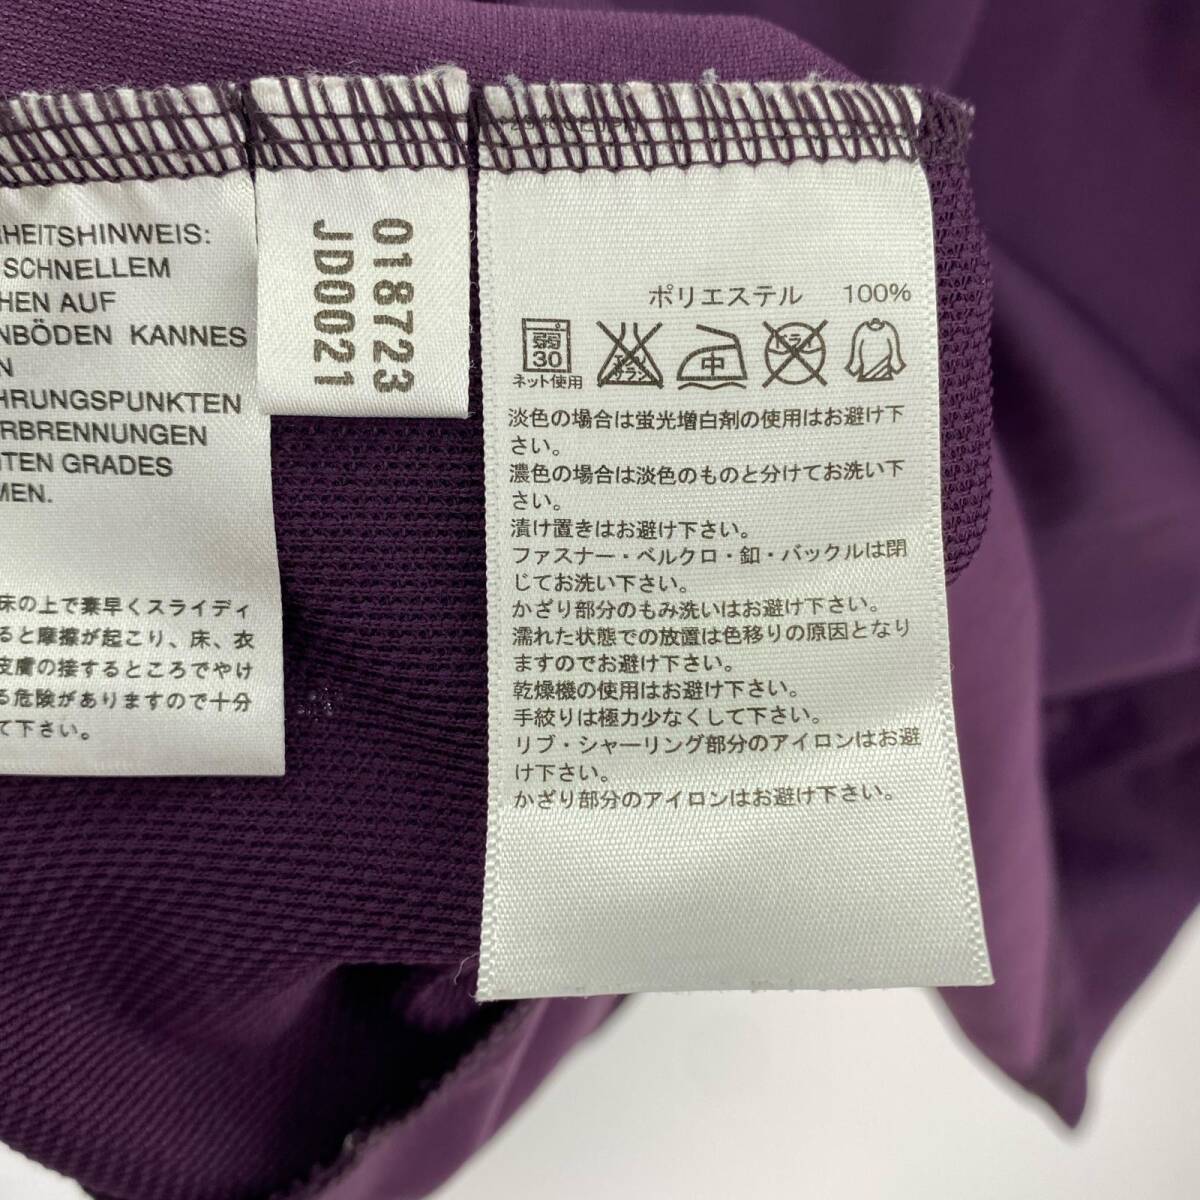 HEITSHINWEIS:
SCHNELLEM
HEN AUF
NBÖDEN KANNES
N
HRUNGSPUNKTEN
RBRENNUNGEN
TEN GRADES
MEN.
床の上で素早くスライディ
ると摩擦が起こり、床、衣
皮膚の接するところでやけ
る危険がありますので十分
て下さい。
018723
JD0021
ポリエステル 100%
弱
30
ネット使用
エンソ
サラシ
中
ドライ
淡色の場合は蛍光増白剤の使用はお避け下
さい。
濃色の場合は淡色のものと分けてお洗い下
さい。
漬け置きはお避け下さい。
ファスナー・ベルクロ・釦・バックルは閉
じてお洗い下さい。
かざり部分のもみ洗いはお避け下さい。
濡れた状態での放置は色移りの原因となり
ますのでお避け下さい。
乾燥機の使用はお避け下さい。
手絞りは極力少なくして下さい。
リブ・シャーリング部分のアイロンはお避
け下さい。
かざり部分のアイロンはお避け下さい。